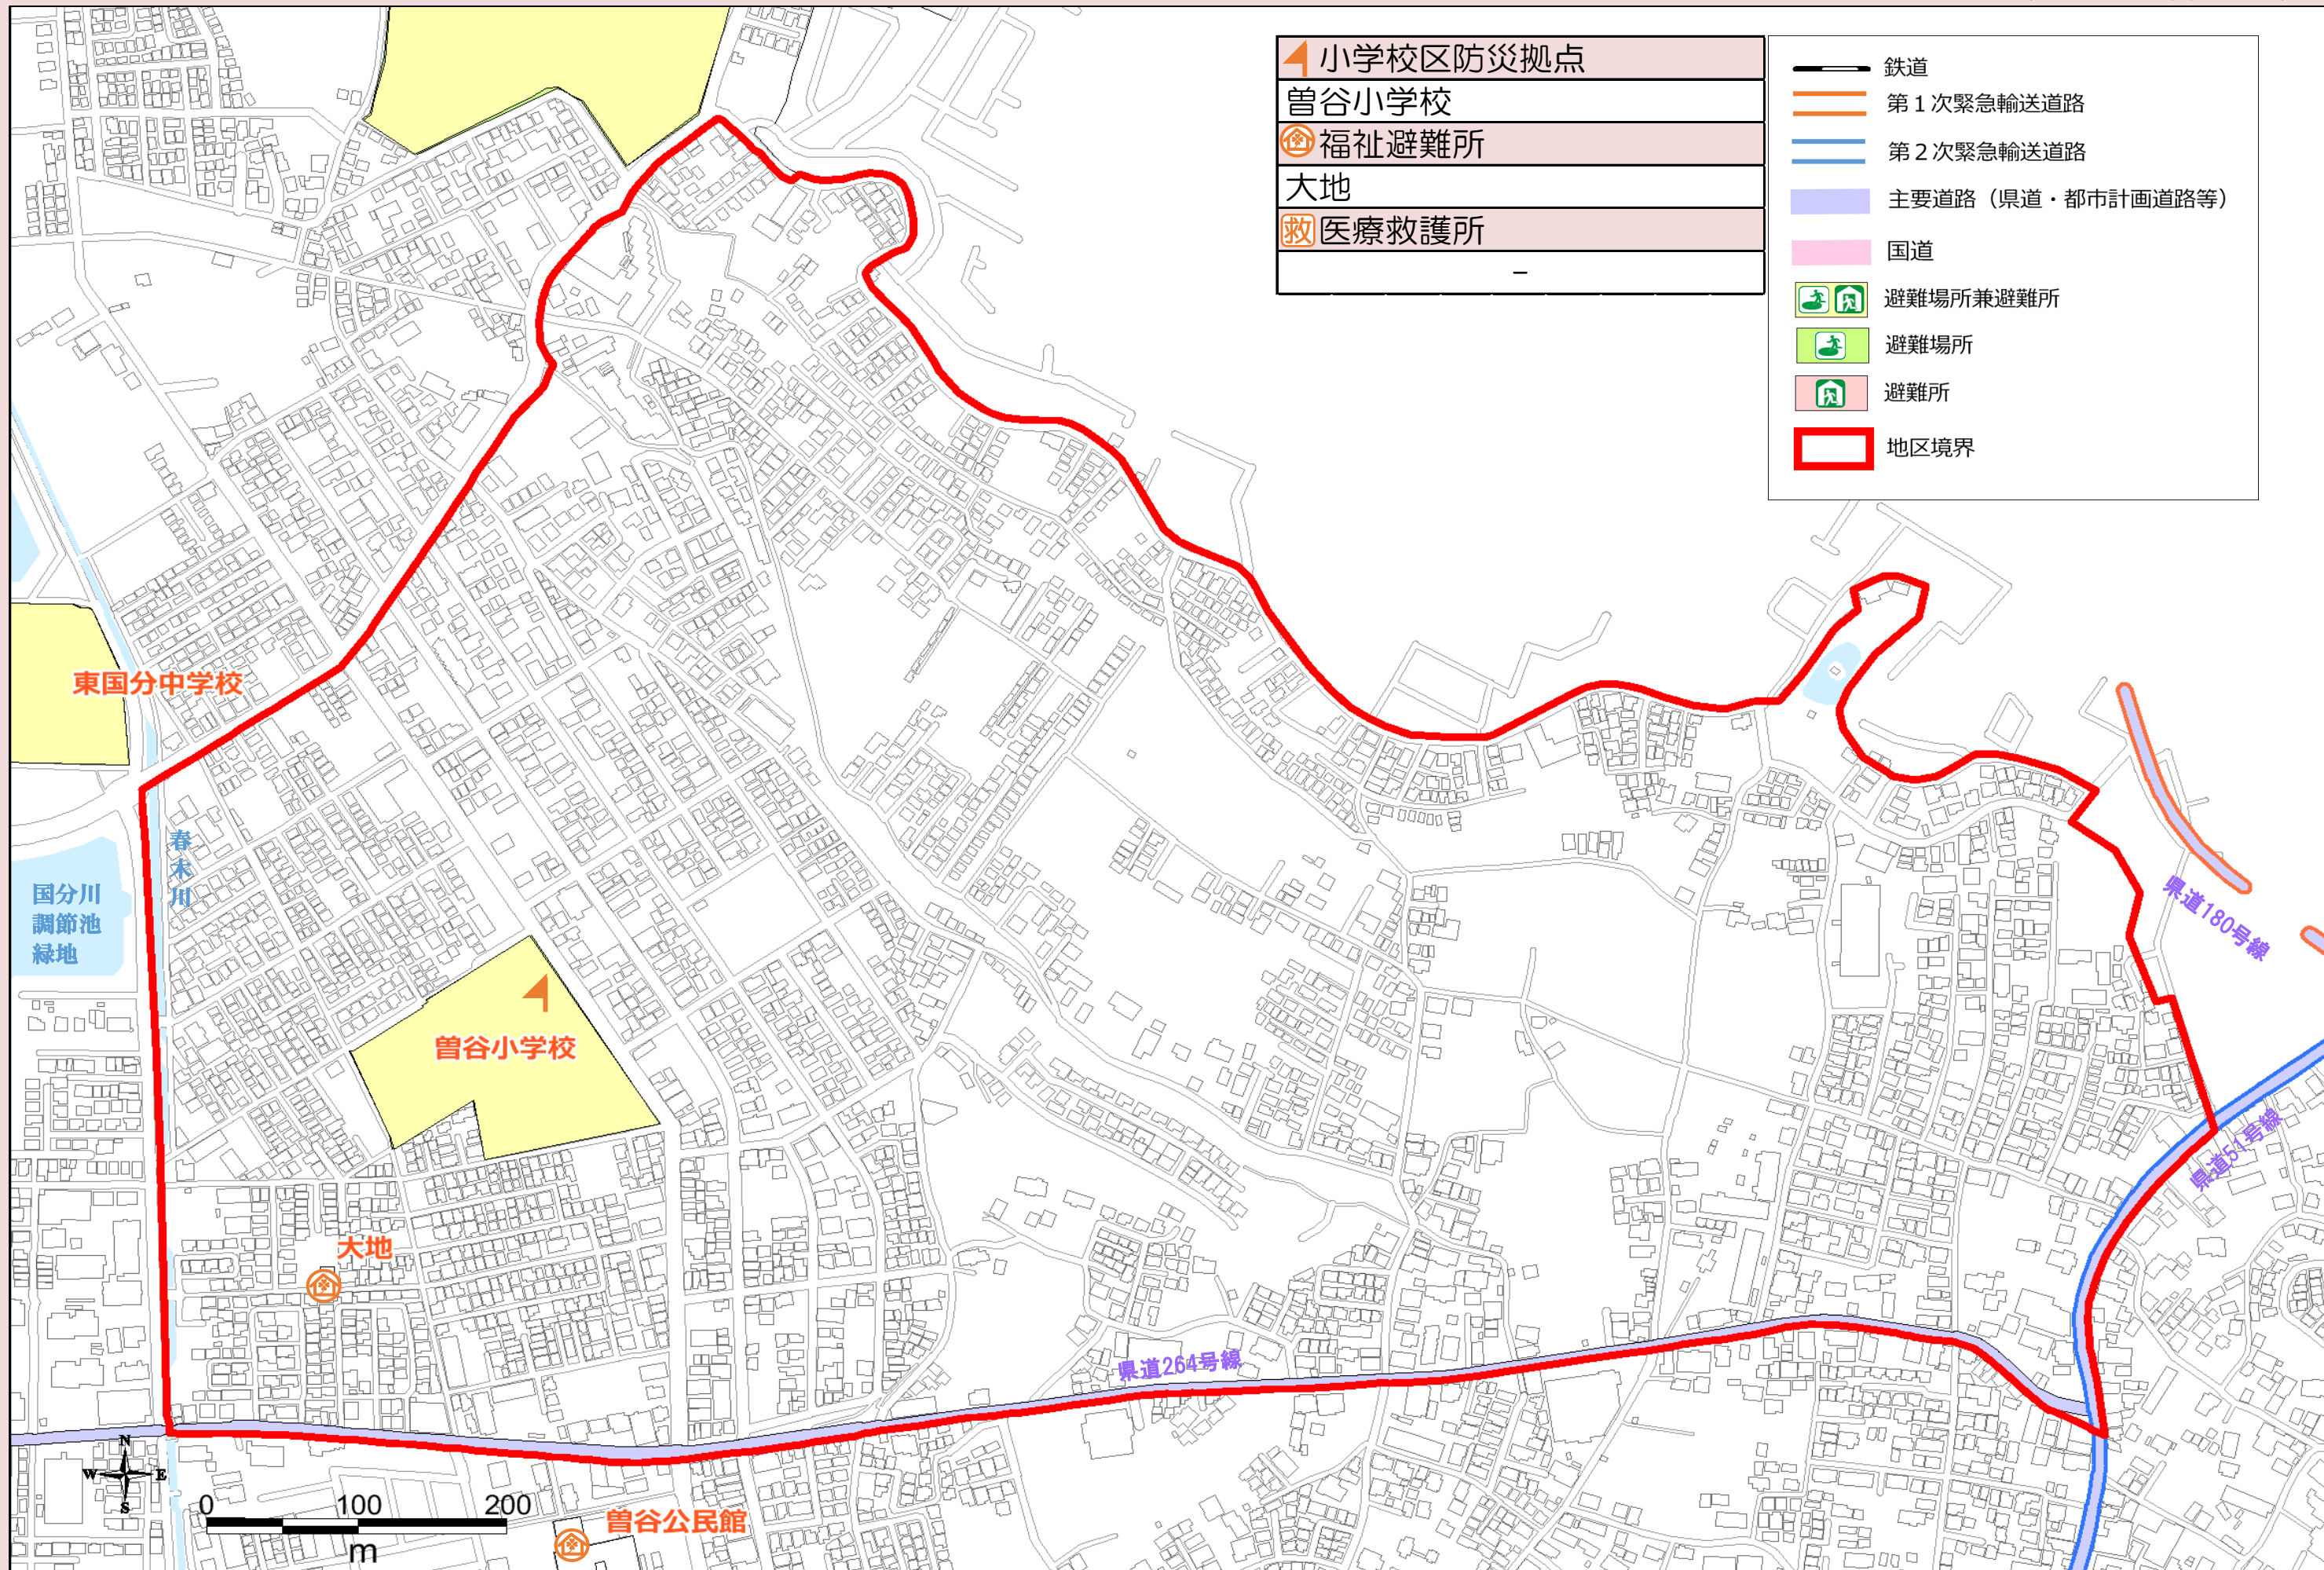 小学校区防災拠点
曽谷小学校
福祉避難所
大地
救 医療救護所
−
鉄道
第1次緊急輸送道路
第2次緊急輸送道路
主要道路（県道・都市計画道路等）
国道
避難場所兼避難所
避難場所
避難所
地区境界
東国分中学校
春木川
国分川
調節池
緑地
曽谷小学校
県道180号線
県道51号線
大地
県道264号線
曽谷公民館
N
W E
S
0 100 200
m